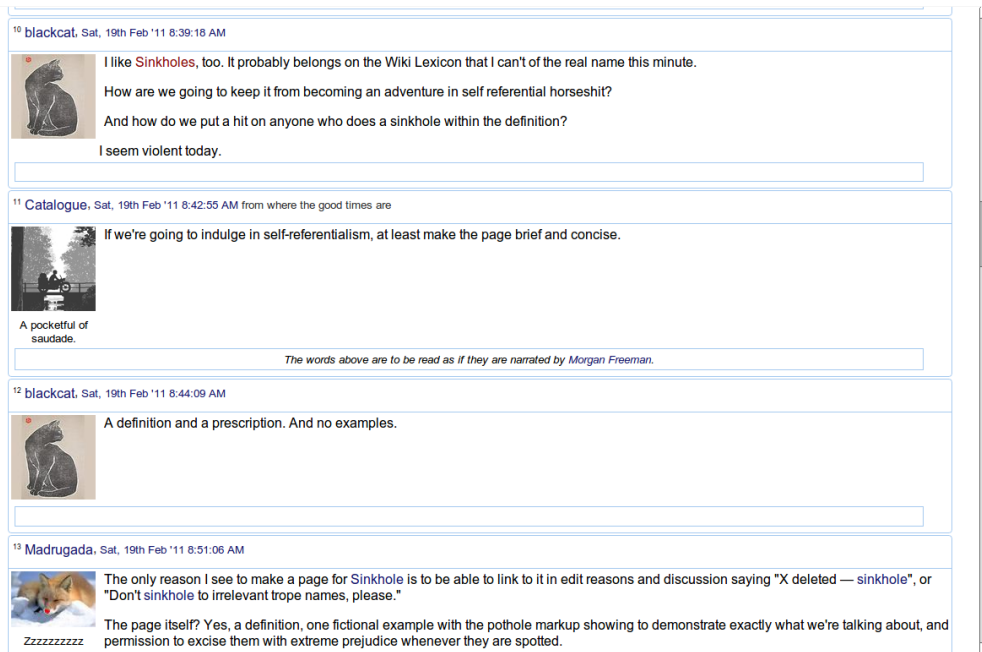 10 blackcat, Sat, 19th Feb '11 8:39:18 AM
I like Sinkholes, too. It probably belongs on the Wiki Lexicon that I can't of the real name this minute.
How are we going to keep it from becoming an adventure in self referential horseshit?
And how do we put a hit on anyone who does a sinkhole within the definition?
I seem violent today.
11 Catalogue, Sat, 19th Feb '11 8:42:55 AM from where the good times are
If we're going to indulge in self-referentialism, at least make the page brief and concise.
A pocketful of
saudade.
The words above are to be read as if they are narrated by Morgan Freeman.
12 blackcat, Sat, 19th Feb '11 8:44:09 AM
A definition and a prescription. And no examples.
13 Madrugada, Sat, 19th Feb '11 8:51:06 AM
The only reason I see to make a page for Sinkhole is to be able to link to it in edit reasons and discussion saying "X deleted — sinkhole", or
"Don't sinkhole to irrelevant trope names, please."
The page itself? Yes, a definition, one fictional example with the pothole markup showing to demonstrate exactly what we're talking about, and
permission to excise them with extreme prejudice whenever they are spotted.
Zzzzzzzzzz